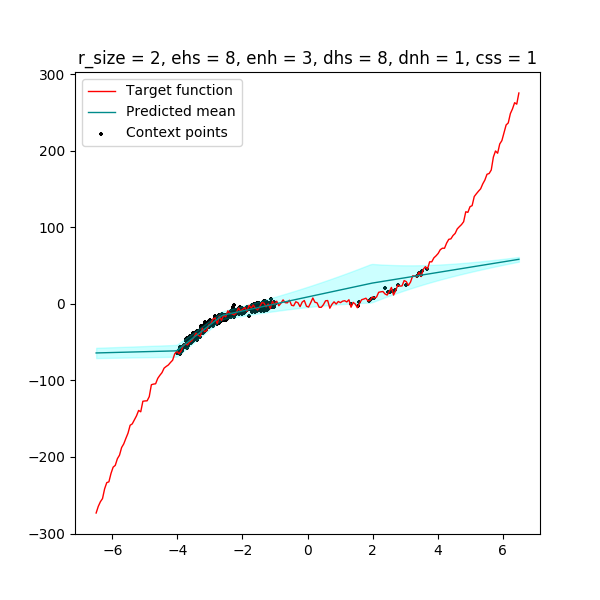 r_size = 2, ehs = 8, enh = 3, dhs = 8, dnh = 1, css = 1
Target function
Predicted mean
Context points
300
200
100
0
−100
−200
−300
−6 −4 −2 0 2 4 6